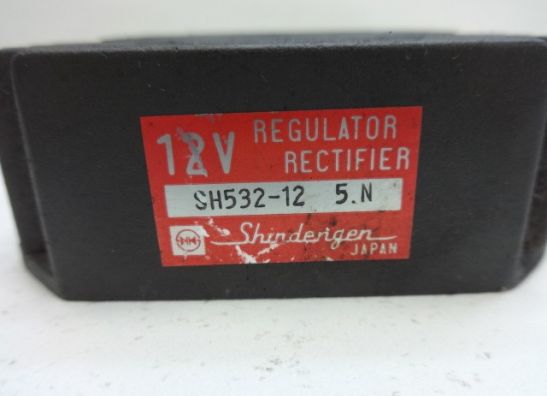 12V REGULATOR
RECTIFIER
SH532-12 5.N
Shindengen
JAPAN